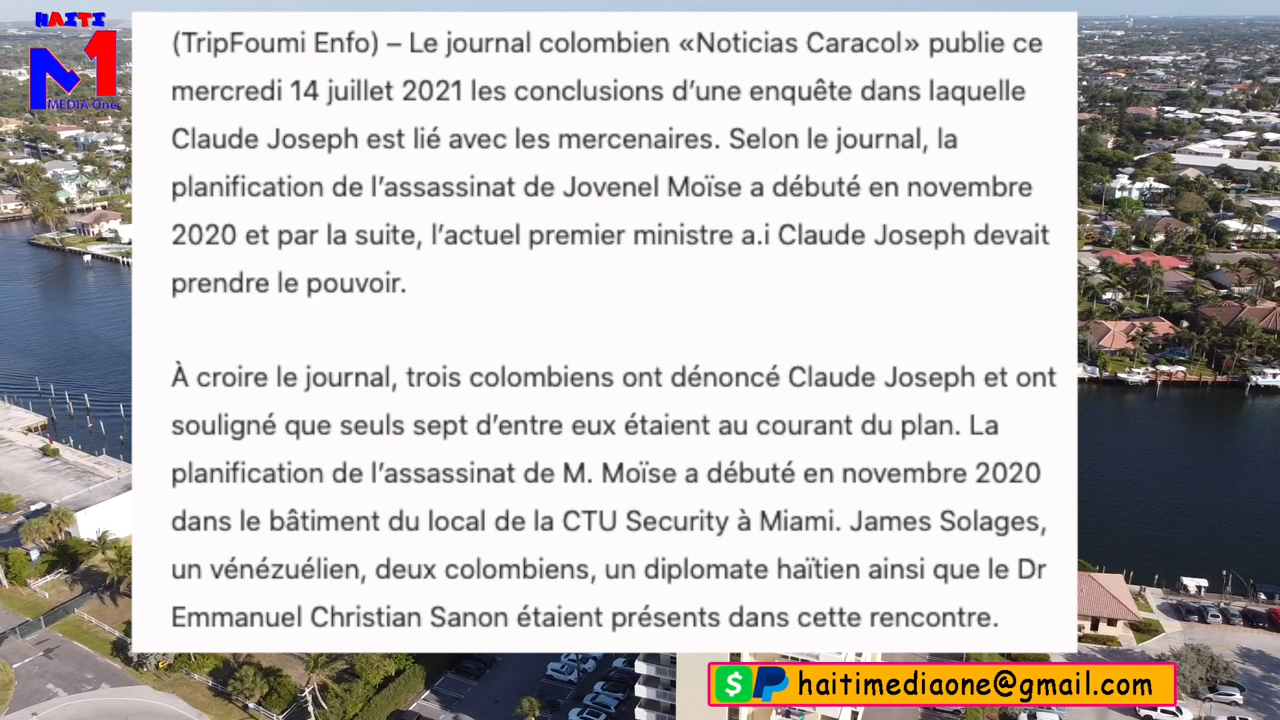 HAITI
M1
MEDIA One
(TripFoumi Enfo) – Le journal colombien «Noticias Caracol» publie ce
mercredi 14 juillet 2021 les conclusions d’une enquête dans laquelle
Claude Joseph est lié avec les mercenaires. Selon le journal, la
planification de l’assassinat de Jovenel Moïse a débuté en novembre
2020 et par la suite, l’actuel premier ministre a.i Claude Joseph devait
prendre le pouvoir.
À croire le journal, trois colombiens ont dénoncé Claude Joseph et ont
souligné que seuls sept d’entre eux étaient au courant du plan. La
planification de l’assassinat de M. Moïse a débuté en novembre 2020
dans le bâtiment du local de la CTU Security à Miami. James Solages,
un vénézuélien, deux colombiens, un diplomate haïtien ainsi que le Dr
Emmanuel Christian Sanon étaient présents dans cette rencontre.
$ haitimediaone@gmail.com